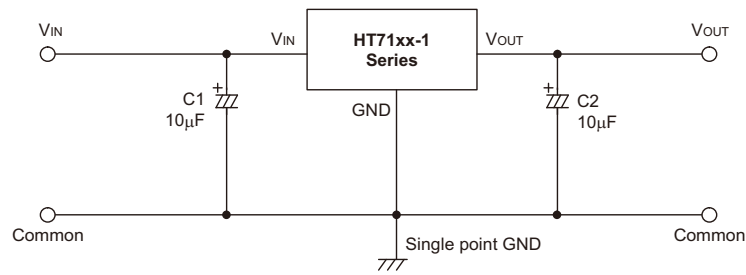 VIN
VIN
HT71xx-1
Series
VOUT
VOUT
C1
10μF
GND
C2
10μF
Common
Single point GND
Common